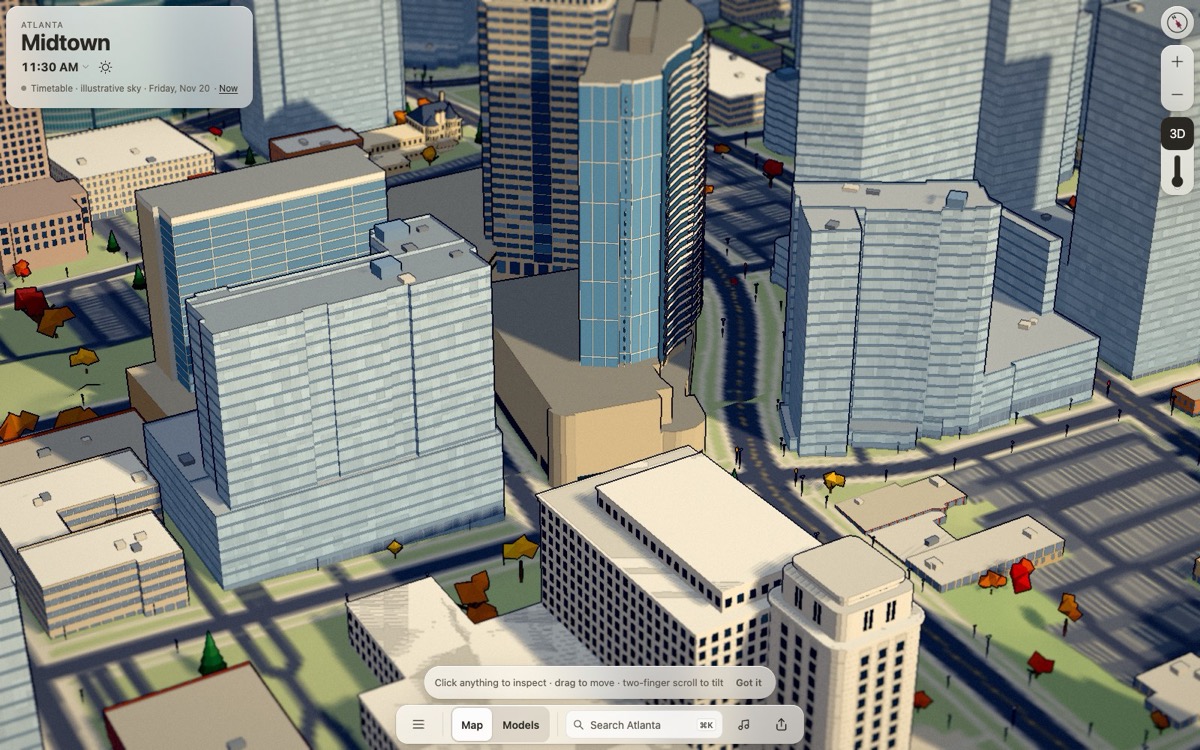 ATLANTA
Midtown
11:30 AM
Timetable · illustrative sky · Friday, Nov 20 · Now
3D
Click anything to inspect · drag to move · two-finger scroll to tilt Got it
Map Models Search Atlanta ⌘K